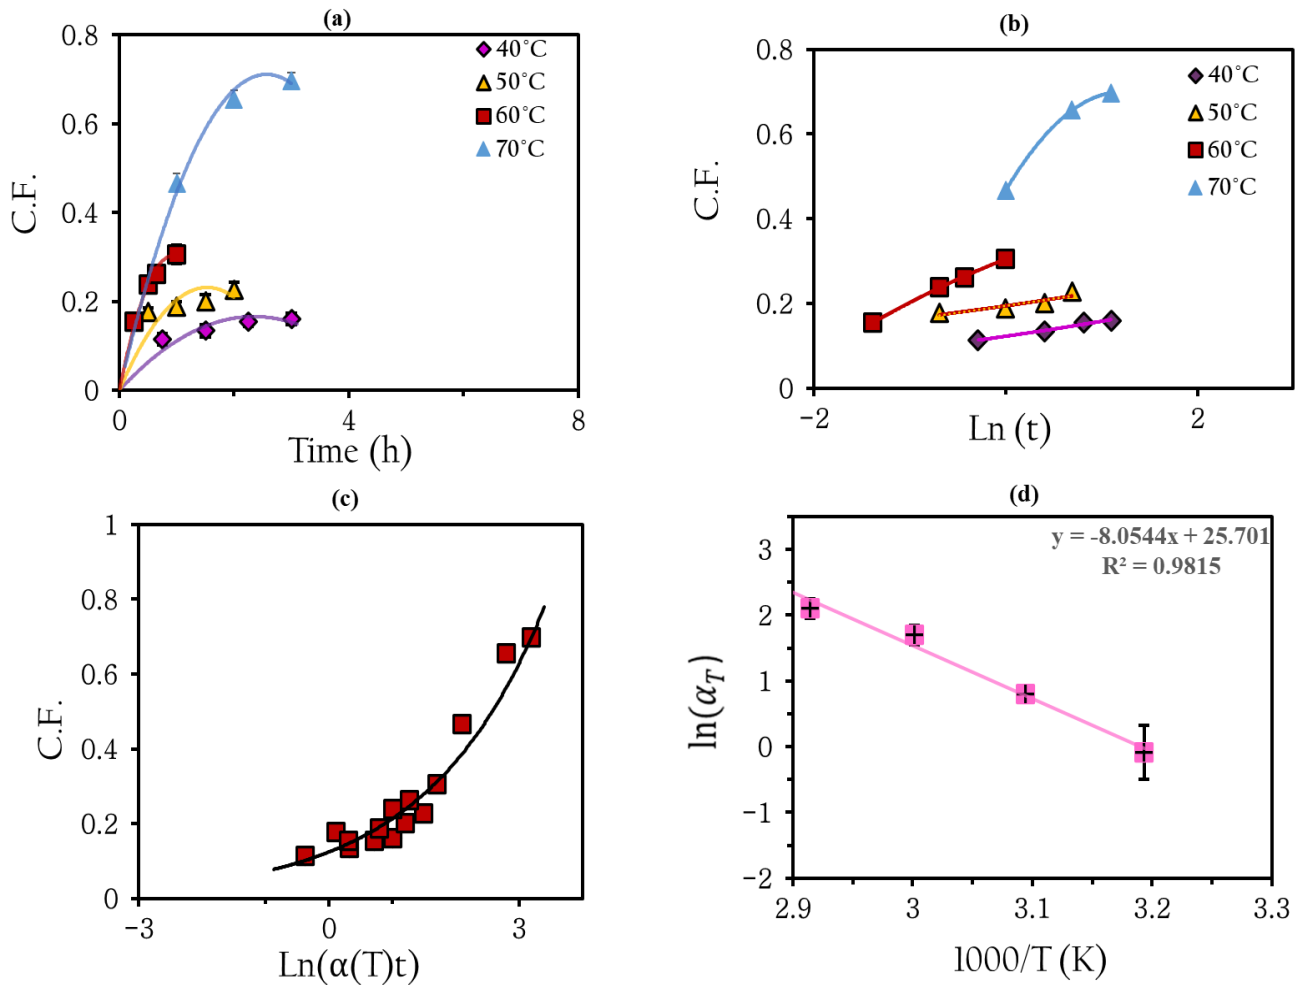 (a)
0.8
0.6
0.4
0.2
0
C.F.
0
4
8
Time (h)
40°C
50°C
60°C
70°C
(b)
0.8
0.6
0.4
0.2
0
C.F.
−2
2
Ln (t)
40°C
50°C
60°C
70°C
(c)
1
0.8
0.6
0.4
0.2
0
C.F.
−3
0
3
Ln(α(T)t)
(d)
y = -8.0544x + 25.701
R² = 0.9815
3
2
1
0
−1
−2
ln(α_T)
2.9
3
3.1
3.2
3.3
1000/T (K)